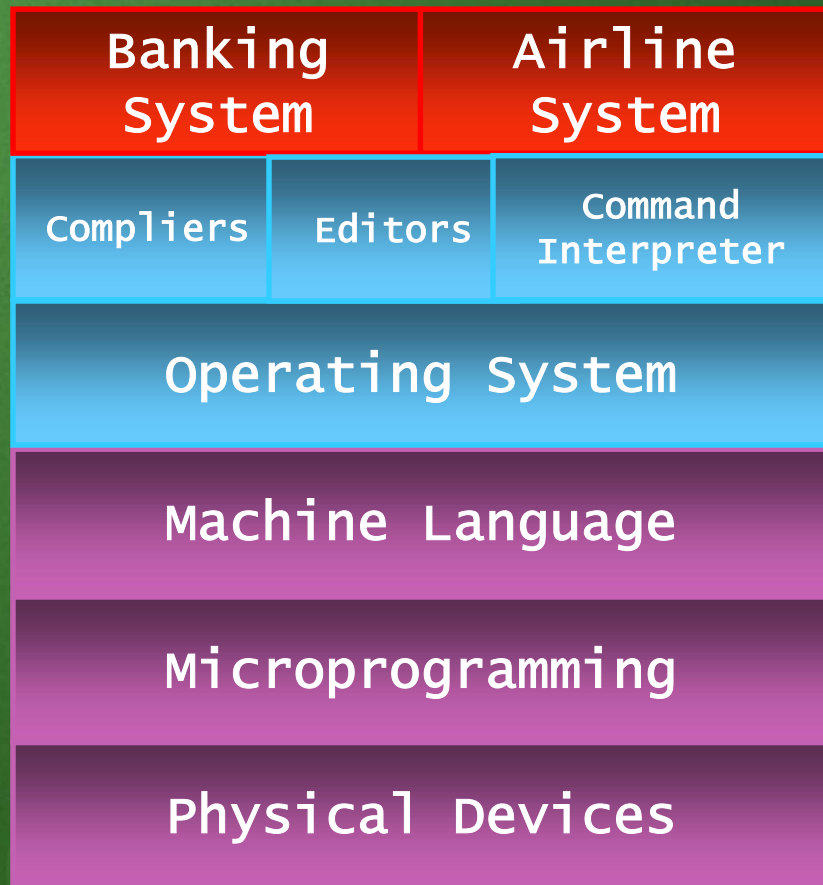 Banking
System
Airline
System
Compliers
Editors
Command
Interpreter
Operating System
Machine Language
Microprogramming
Physical Devices